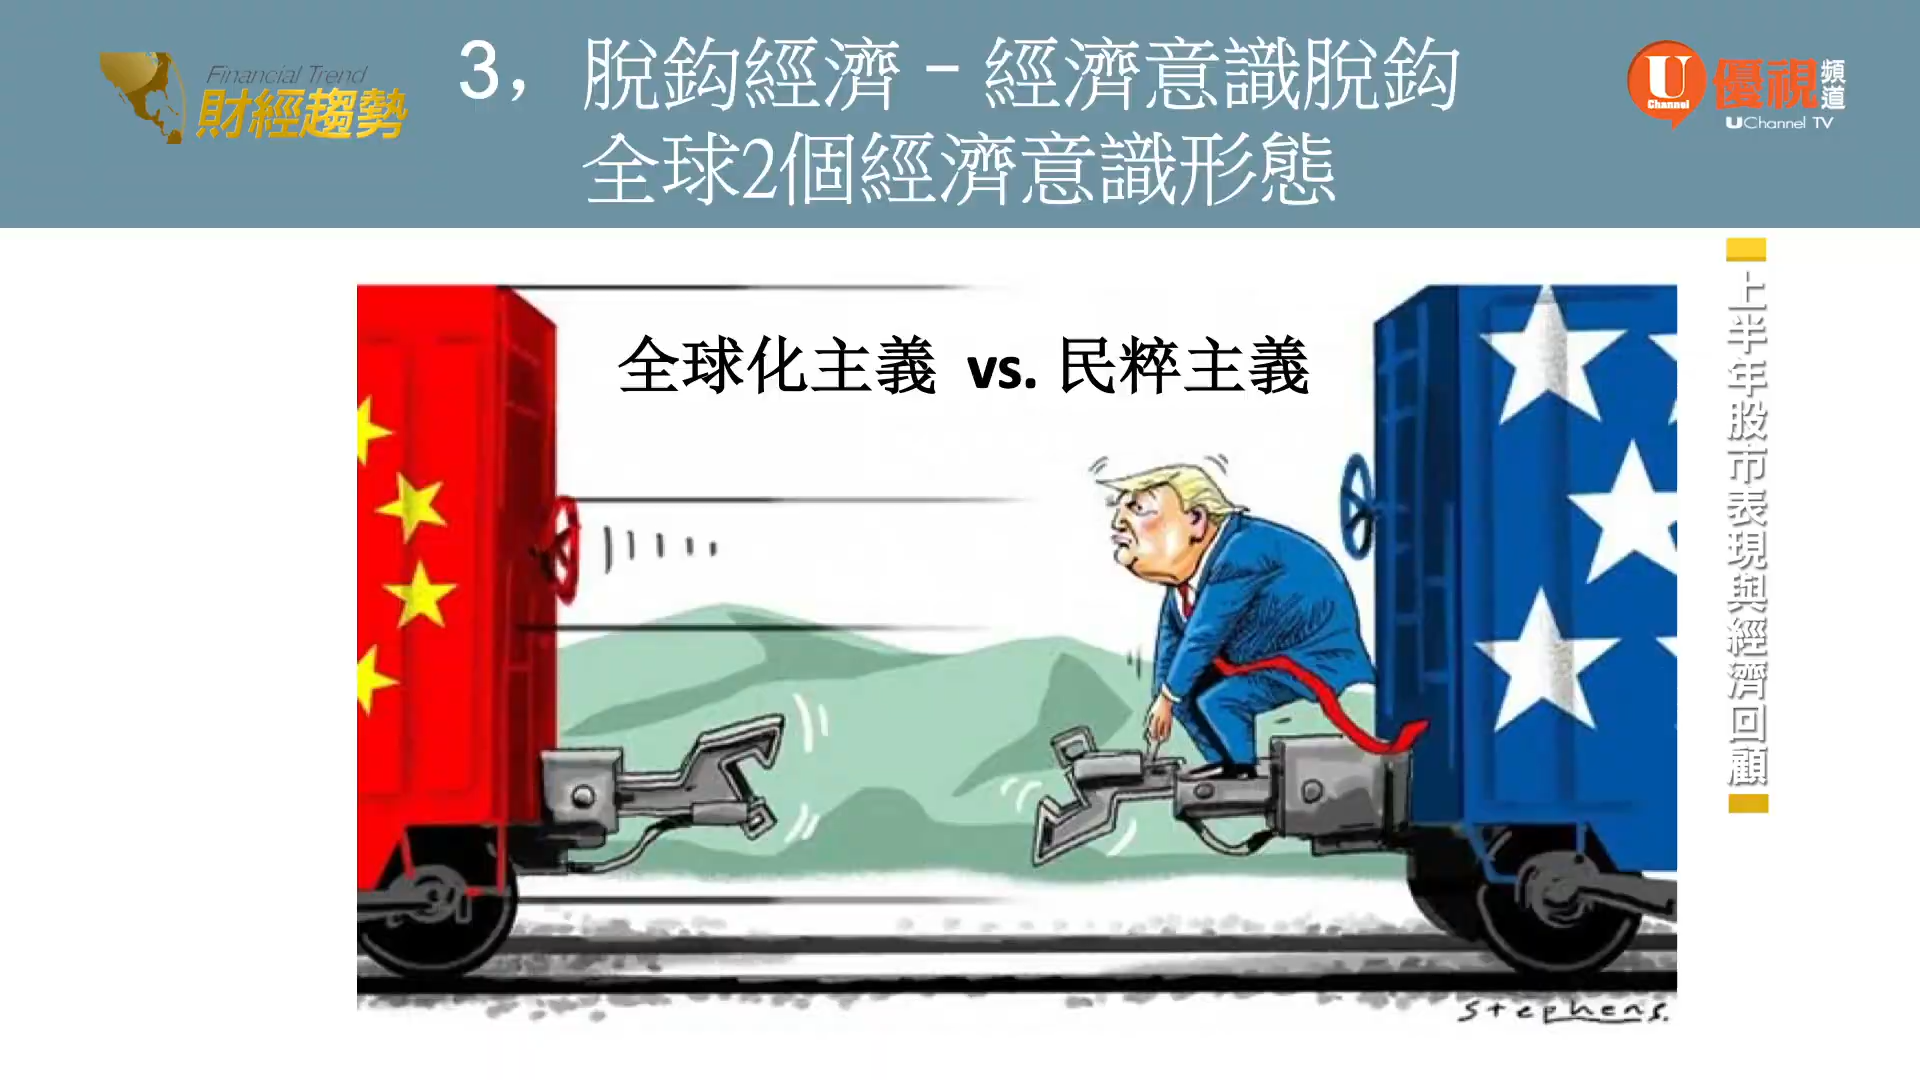 Financial Trend
財經趨勢
3，脫鈎經濟 – 經濟意識脫鈎
全球2個經濟意識形態
U
Channel
優視
頻道
UChannel TV
全球化主義 vs. 民粹主義
上半年股市表現與經濟回顧
Stephens.